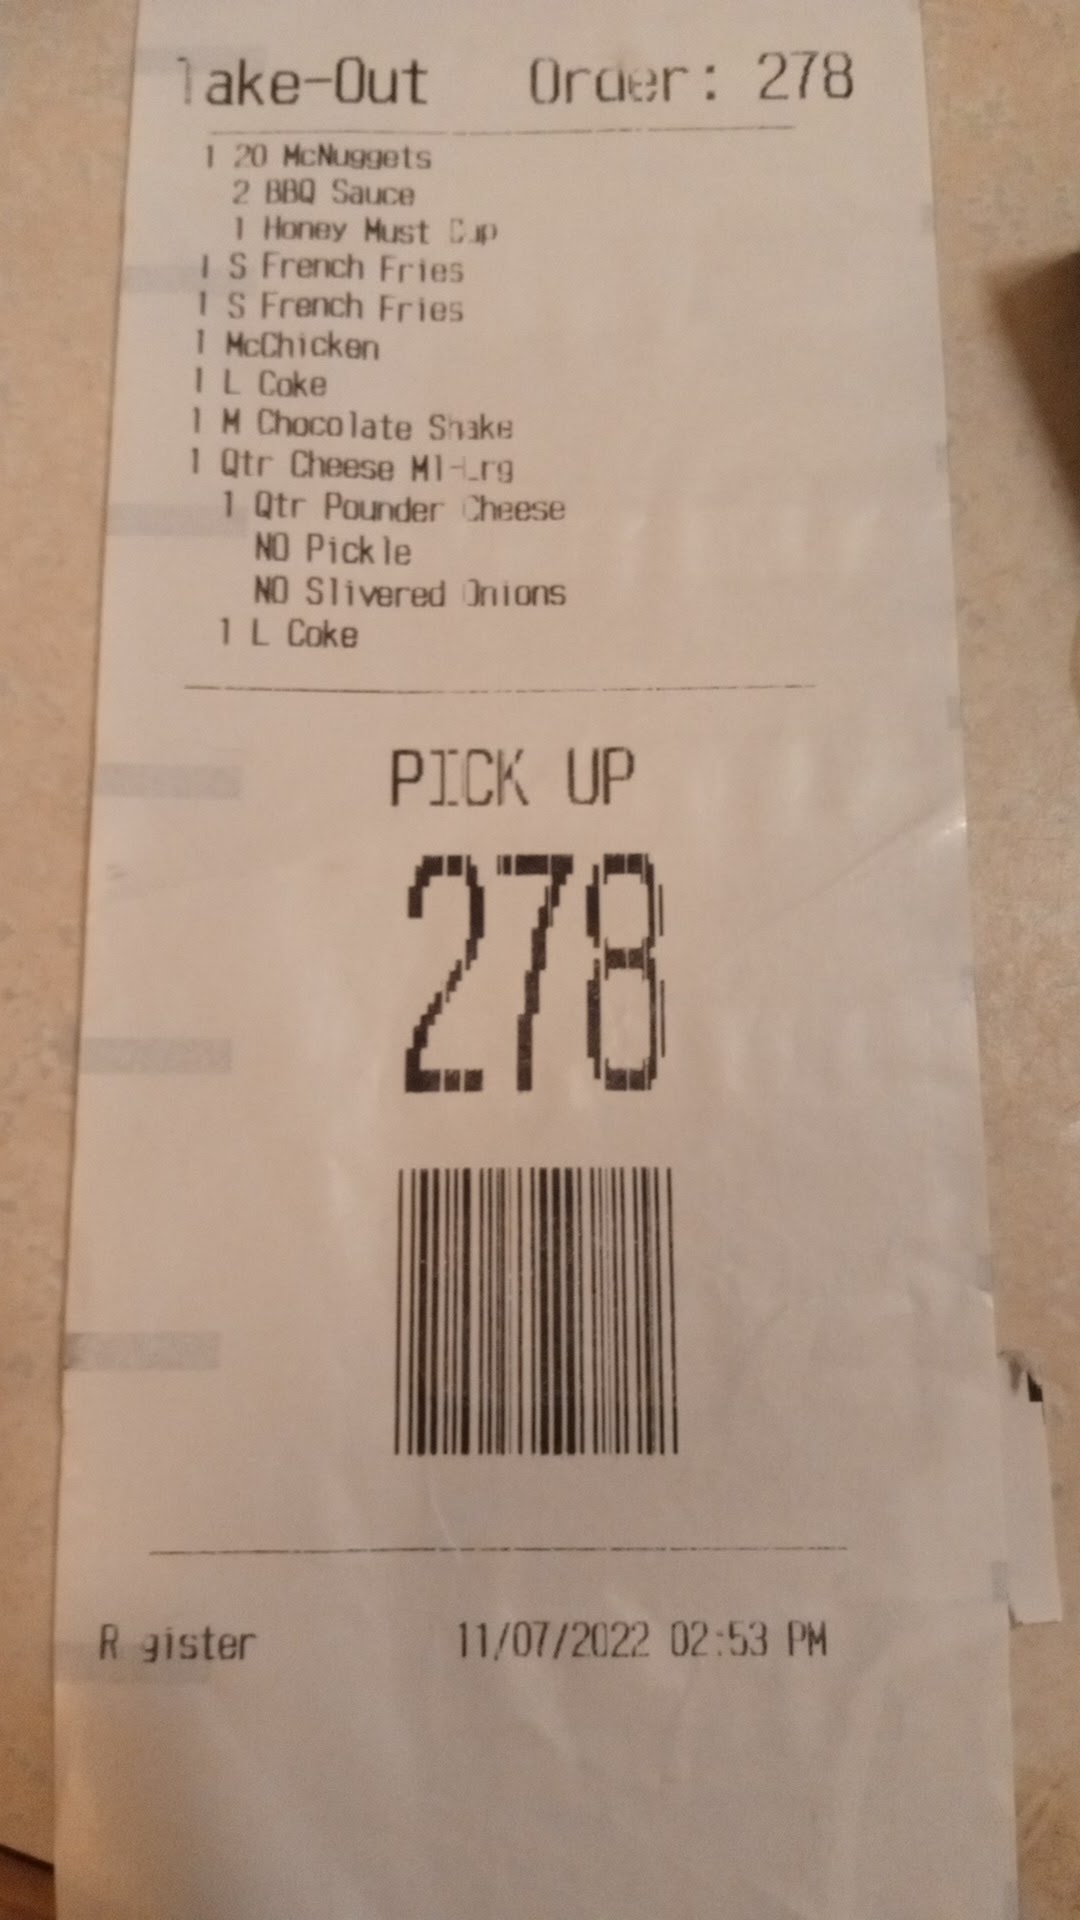 Take-Out Order: 278
1 20 McNuggets
2 BBQ Sauce
1 Honey Must Cup
1 S French Fries
1 S French Fries
1 McChicken
1 L Coke
1 M Chocolate Shake
1 Qtr Cheese Ml-Lrg
1 Qtr Pounder Cheese
NO Pickle
NO Slivered Onions
1 L Coke
PICK UP
278
Register 11/07/2022 02:53 PM